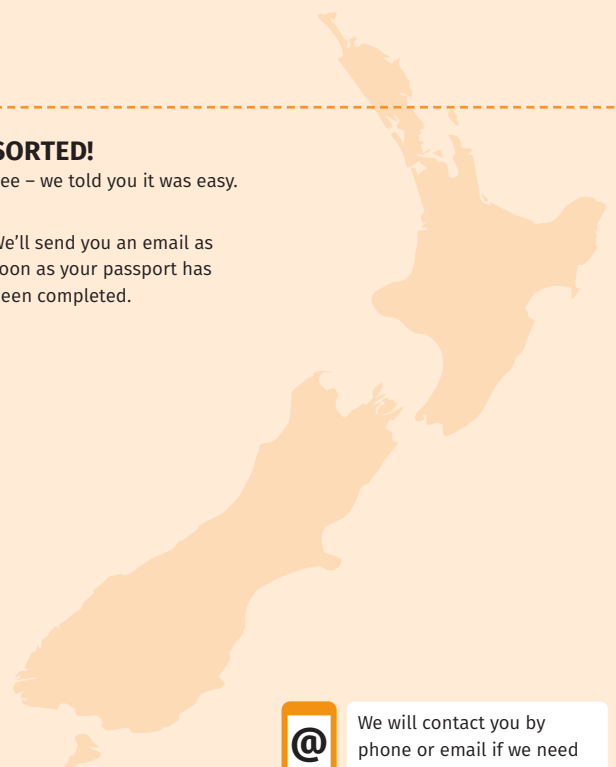 SORTED!
ee – we told you it was easy.
We'll send you an email as
oon as your passport has
een completed.
@
We will contact you by
phone or email if we need